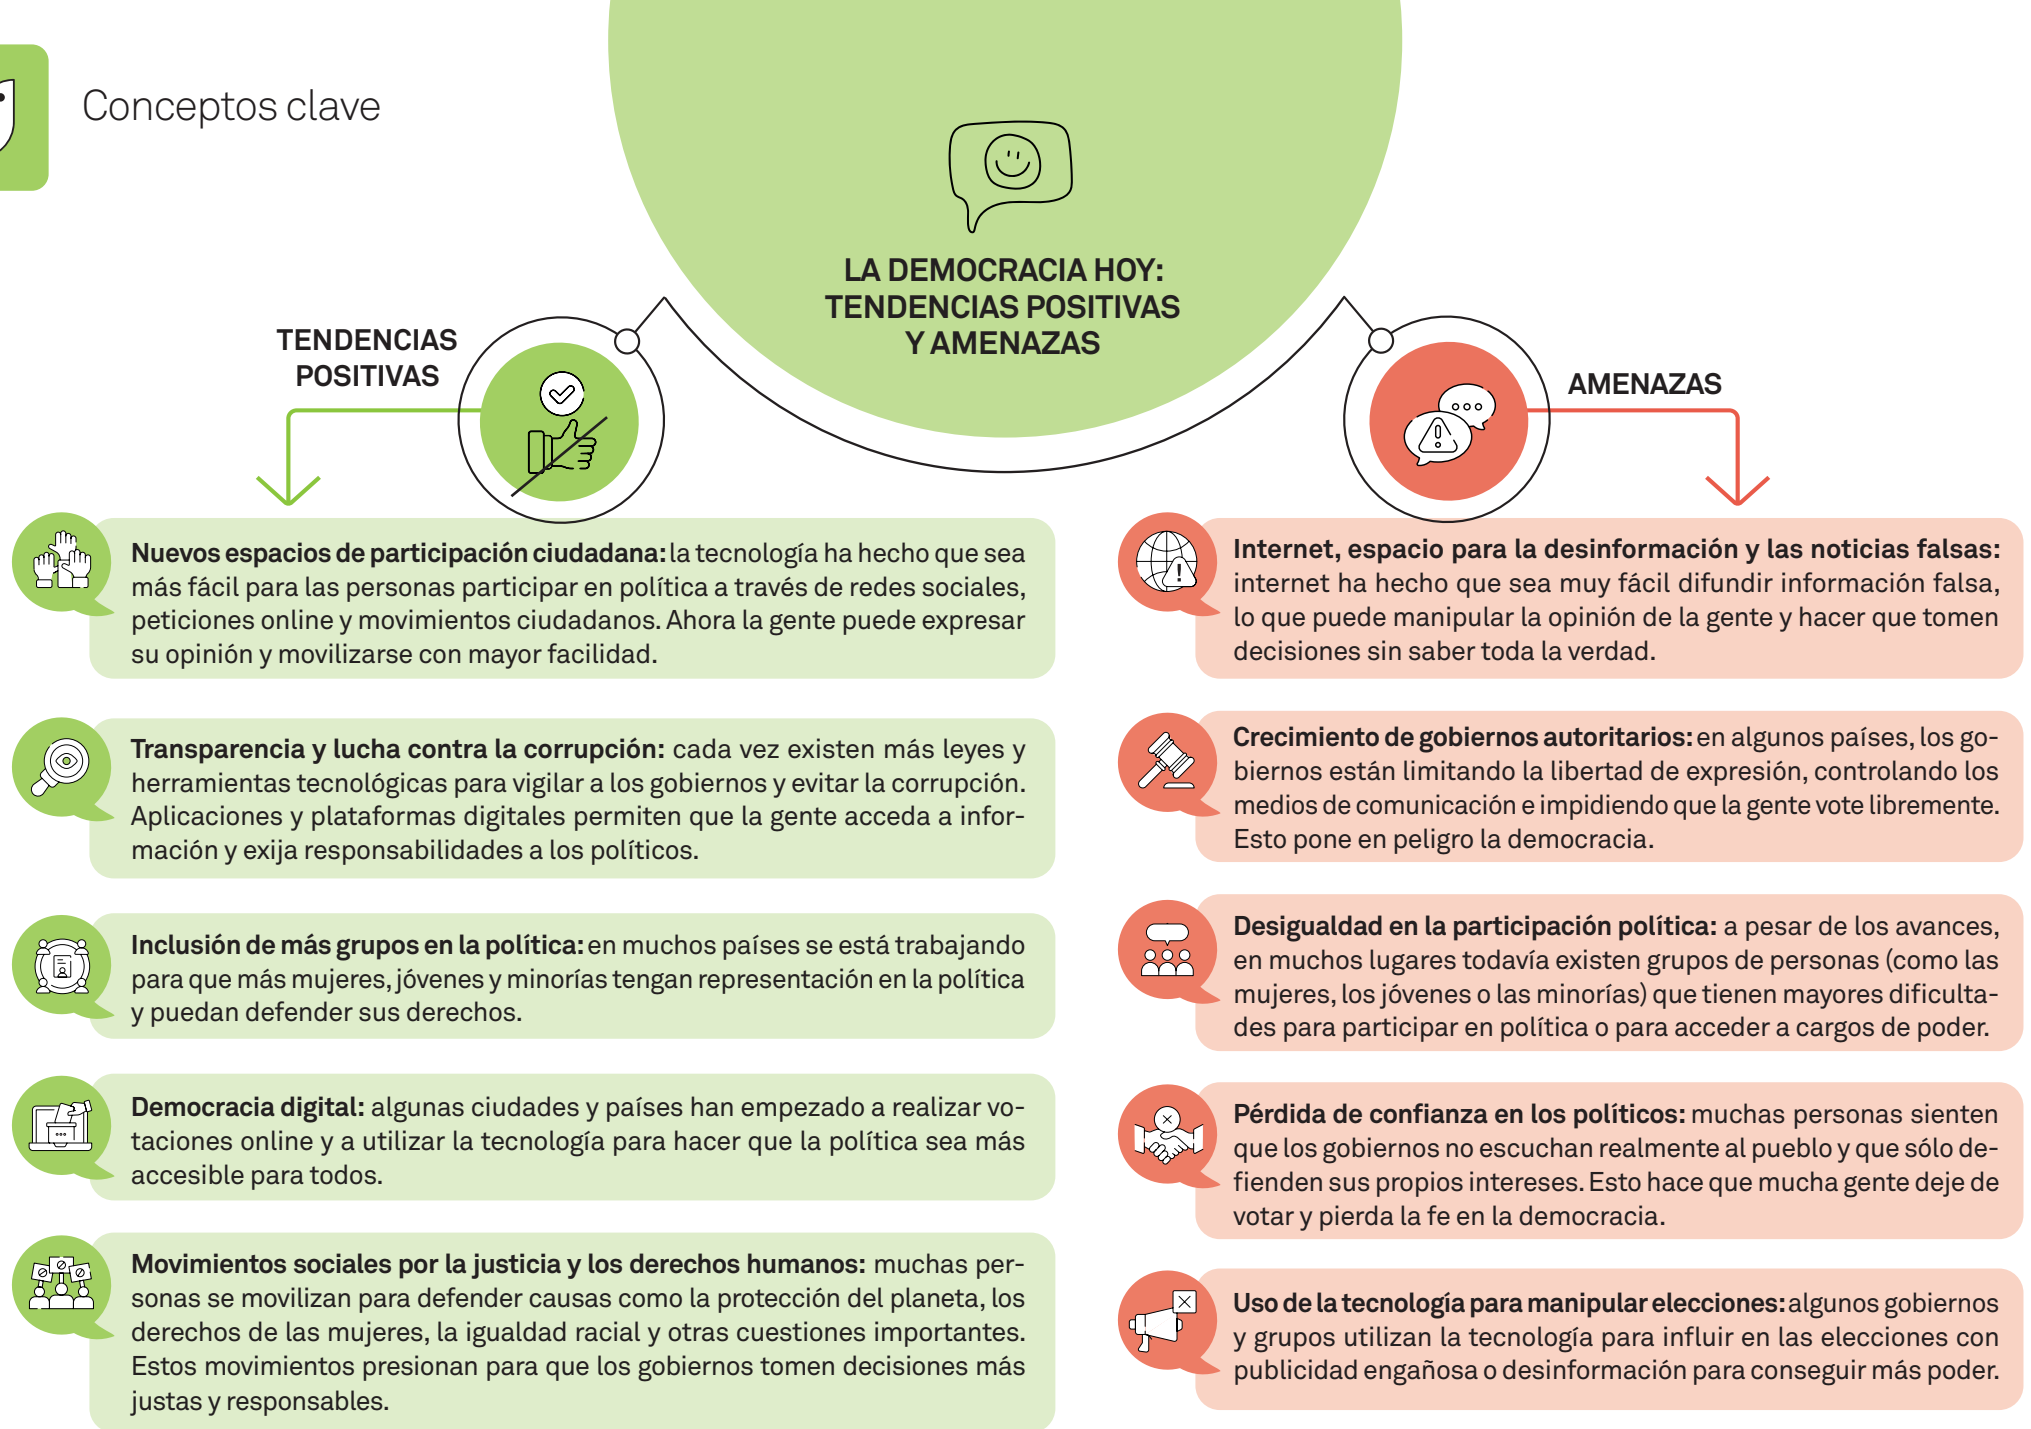 Conceptos clave
LA DEMOCRACIA HOY:
TENDENCIAS POSITIVAS
Y AMENAZAS
TENDENCIAS
POSITIVAS
Nuevos espacios de participación ciudadana: la tecnología ha hecho que sea
más fácil para las personas participar en política a través de redes sociales,
peticiones online y movimientos ciudadanos. Ahora la gente puede expresar
su opinión y movilizarse con mayor facilidad.
Transparencia y lucha contra la corrupción: cada vez existen más leyes y
herramientas tecnológicas para vigilar a los gobiernos y evitar la corrupción.
Aplicaciones y plataformas digitales permiten que la gente acceda a infor-
mación y exija responsabilidades a los políticos.
Inclusión de más grupos en la política: en muchos países se está trabajando
para que más mujeres, jóvenes y minorías tengan representación en la política
y puedan defender sus derechos.
Democracia digital: algunas ciudades y países han empezado a realizar vo-
taciones online y a utilizar la tecnología para hacer que la política sea más
accesible para todos.
Movimientos sociales por la justicia y los derechos humanos: muchas per-
sonas se movilizan para defender causas como la protección del planeta, los
derechos de las mujeres, la igualdad racial y otras cuestiones importantes.
Estos movimientos presionan para que los gobiernos tomen decisiones más
justas y responsables.
AMENAZAS
Internet, espacio para la desinformación y las noticias falsas:
internet ha hecho que sea muy fácil difundir información falsa,
lo que puede manipular la opinión de la gente y hacer que tomen
decisiones sin saber toda la verdad.
Crecimiento de gobiernos autoritarios: en algunos países, los go-
biernos están limitando la libertad de expresión, controlando los
medios de comunicación e impidiendo que la gente vote libremente.
Esto pone en peligro la democracia.
Desigualdad en la participación política: a pesar de los avances,
en muchos lugares todavía existen grupos de personas (como las
mujeres, los jóvenes o las minorías) que tienen mayores dificulta-
des para participar en política o para acceder a cargos de poder.
Pérdida de confianza en los políticos: muchas personas sienten
que los gobiernos no escuchan realmente al pueblo y que sólo de-
fienden sus propios intereses. Esto hace que mucha gente deje de
votar y pierda la fe en la democracia.
Uso de la tecnología para manipular elecciones: algunos gobiernos
y grupos utilizan la tecnología para influir en las elecciones con
publicidad engañosa o desinformación para conseguir más poder.